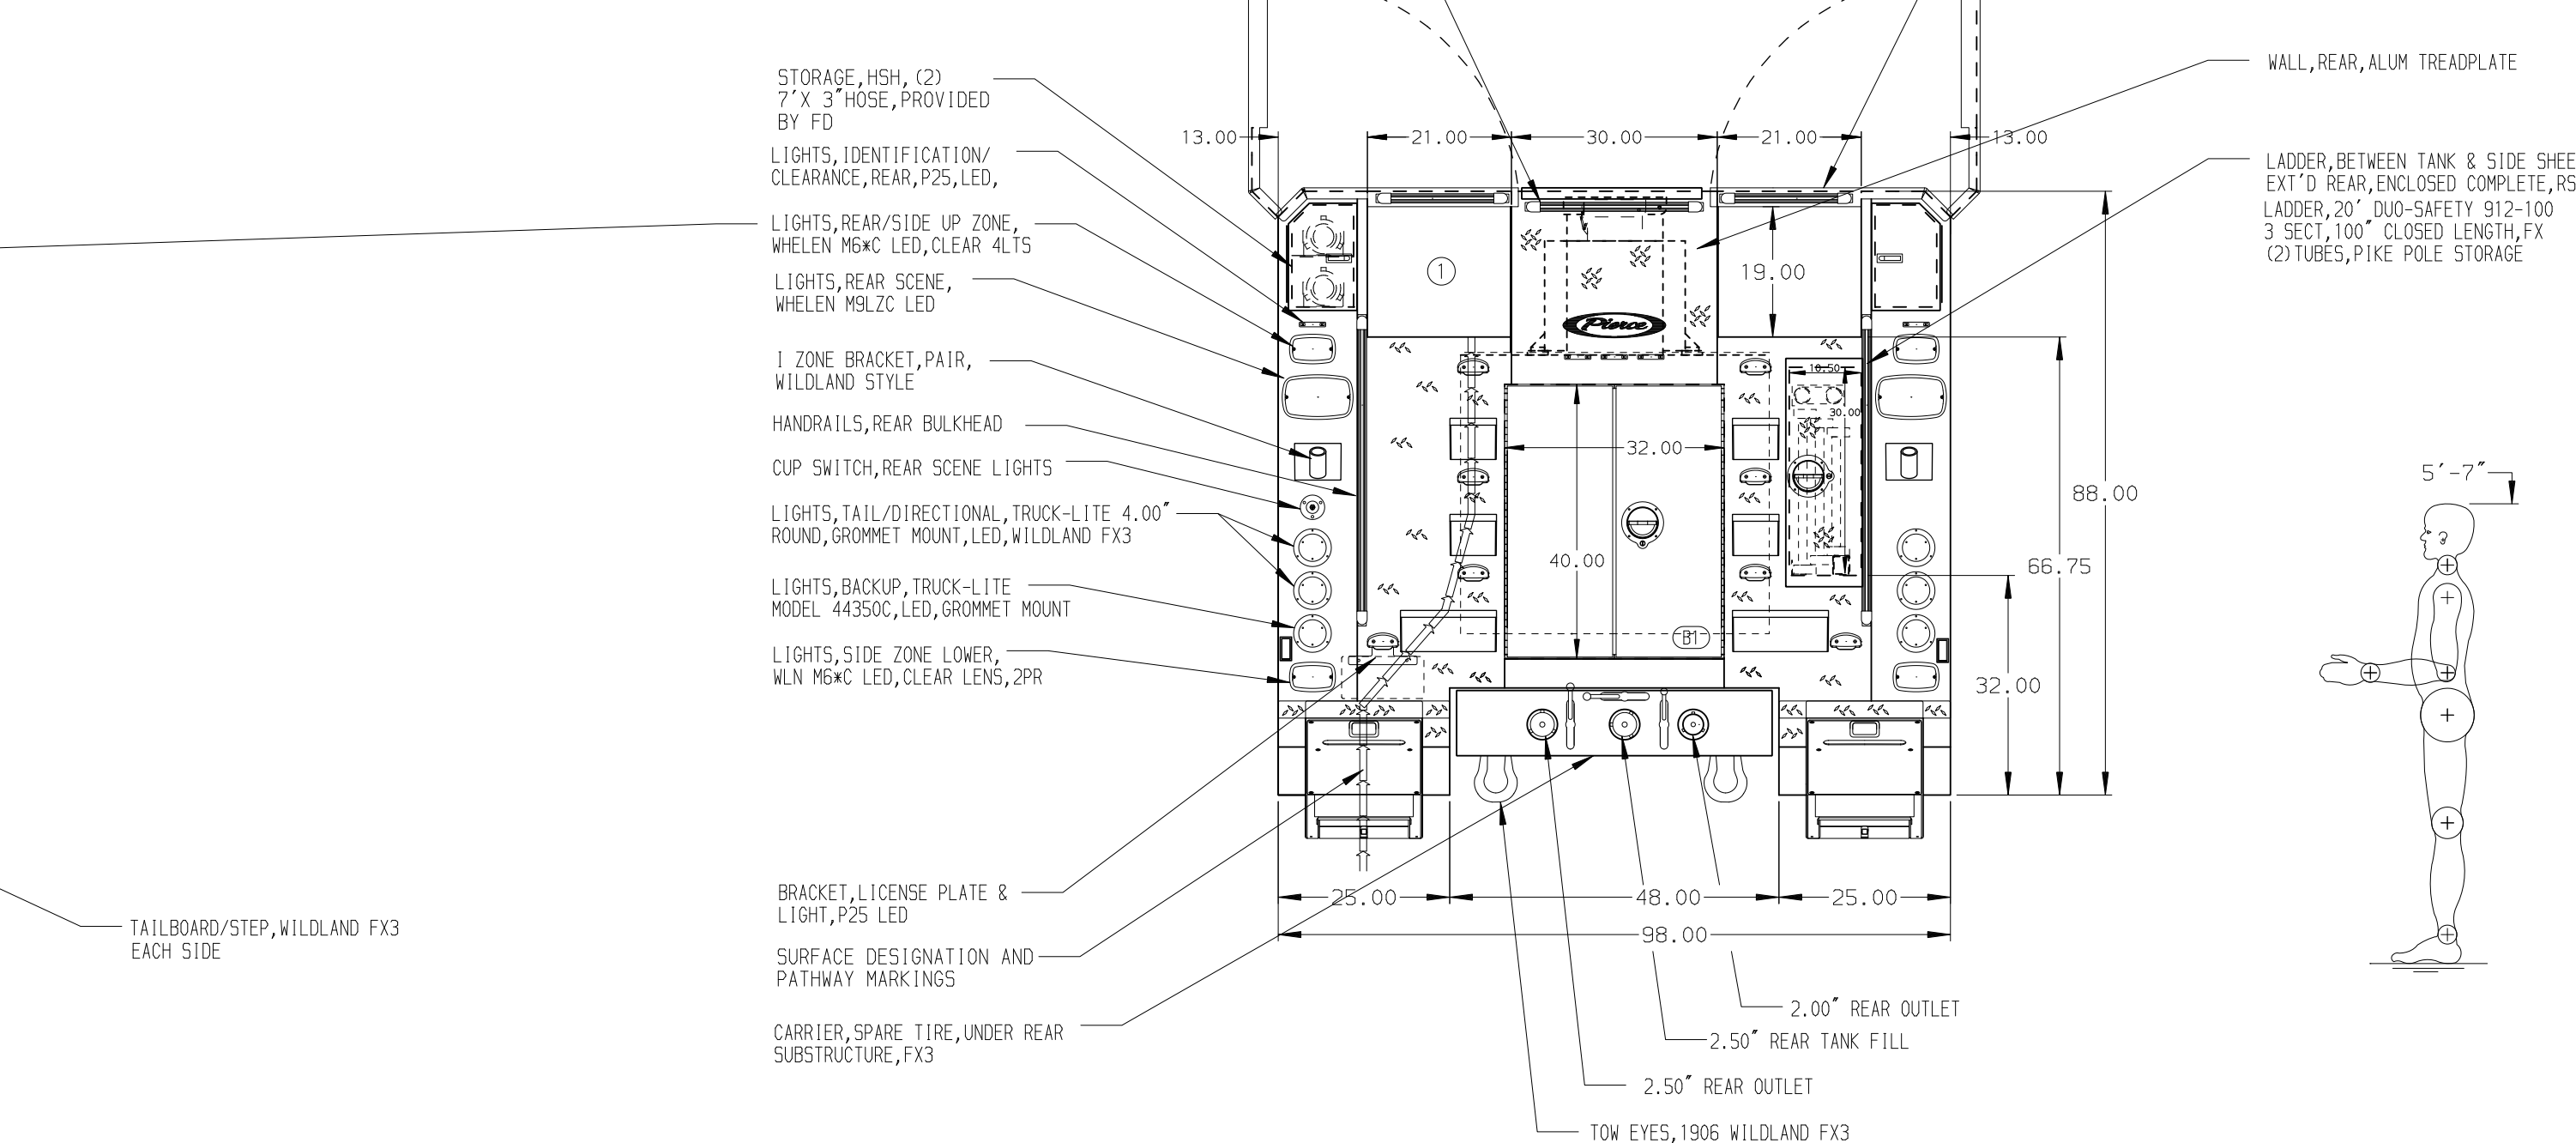 STORAGE,HSH,(2)
7'X 3"HOSE,PROVIDED
BY FD
LIGHTS,IDENTIFICATION/
CLEARANCE,REAR,P25,LED,
LIGHTS,REAR/SIDE UP ZONE,
WHELEN M6*C LED,CLEAR 4LTS
LIGHTS,REAR SCENE,
WHELEN M9LZC LED
I ZONE BRACKET,PAIR,
WILDLAND STYLE
HANDRAILS,REAR BULKHEAD
CUP SWITCH,REAR SCENE LIGHTS
LIGHTS,TAIL/DIRECTIONAL,TRUCK-LITE 4.00"
ROUND,GROMMET MOUNT,LED,WILDLAND FX3
LIGHTS,BACKUP,TRUCK-LITE
MODEL 44350C,LED,GROMMET MOUNT
LIGHTS,SIDE ZONE LOWER,
WLN M6*C LED,CLEAR LENS,2PR
BRACKET,LICENSE PLATE &
LIGHT,P25 LED
SURFACE DESIGNATION AND
PATHWAY MARKINGS
CARRIER,SPARE TIRE,UNDER REAR
SUBSTRUCTURE,FX3
TAILBOARD/STEP,WILDLAND FX3
EACH SIDE
13.00
21.00
30.00
21.00
13.00
1
19.00
Pierce
10.50
30.00
32.00
40.00
B1
88.00
66.75
32.00
25.00
48.00
25.00
98.00
2.00" REAR OUTLET
2.50" REAR TANK FILL
2.50" REAR OUTLET
TOW EYES,1906 WILDLAND FX3
WALL,REAR,ALUM TREADPLATE
LADDER,BETWEEN TANK & SIDE SHEE
EXT'D REAR,ENCLOSED COMPLETE,RS
LADDER,20' DUO-SAFETY 912-100
3 SECT,100" CLOSED LENGTH,FX
(2)TUBES,PIKE POLE STORAGE
5'-7"